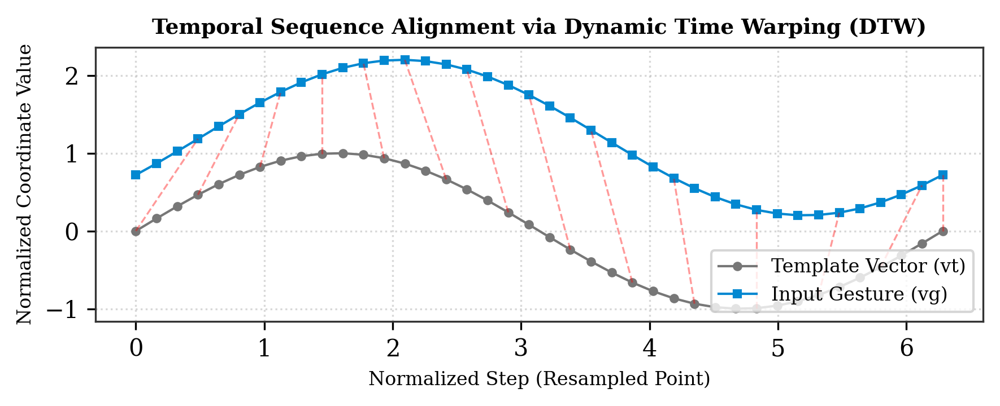 Temporal Sequence Alignment via Dynamic Time Warping (DTW)
Normalized Coordinate Value
2
1
0
−1
Template Vector (vt)
Input Gesture (vg)
0 1 2 3 4 5 6
Normalized Step (Resampled Point)